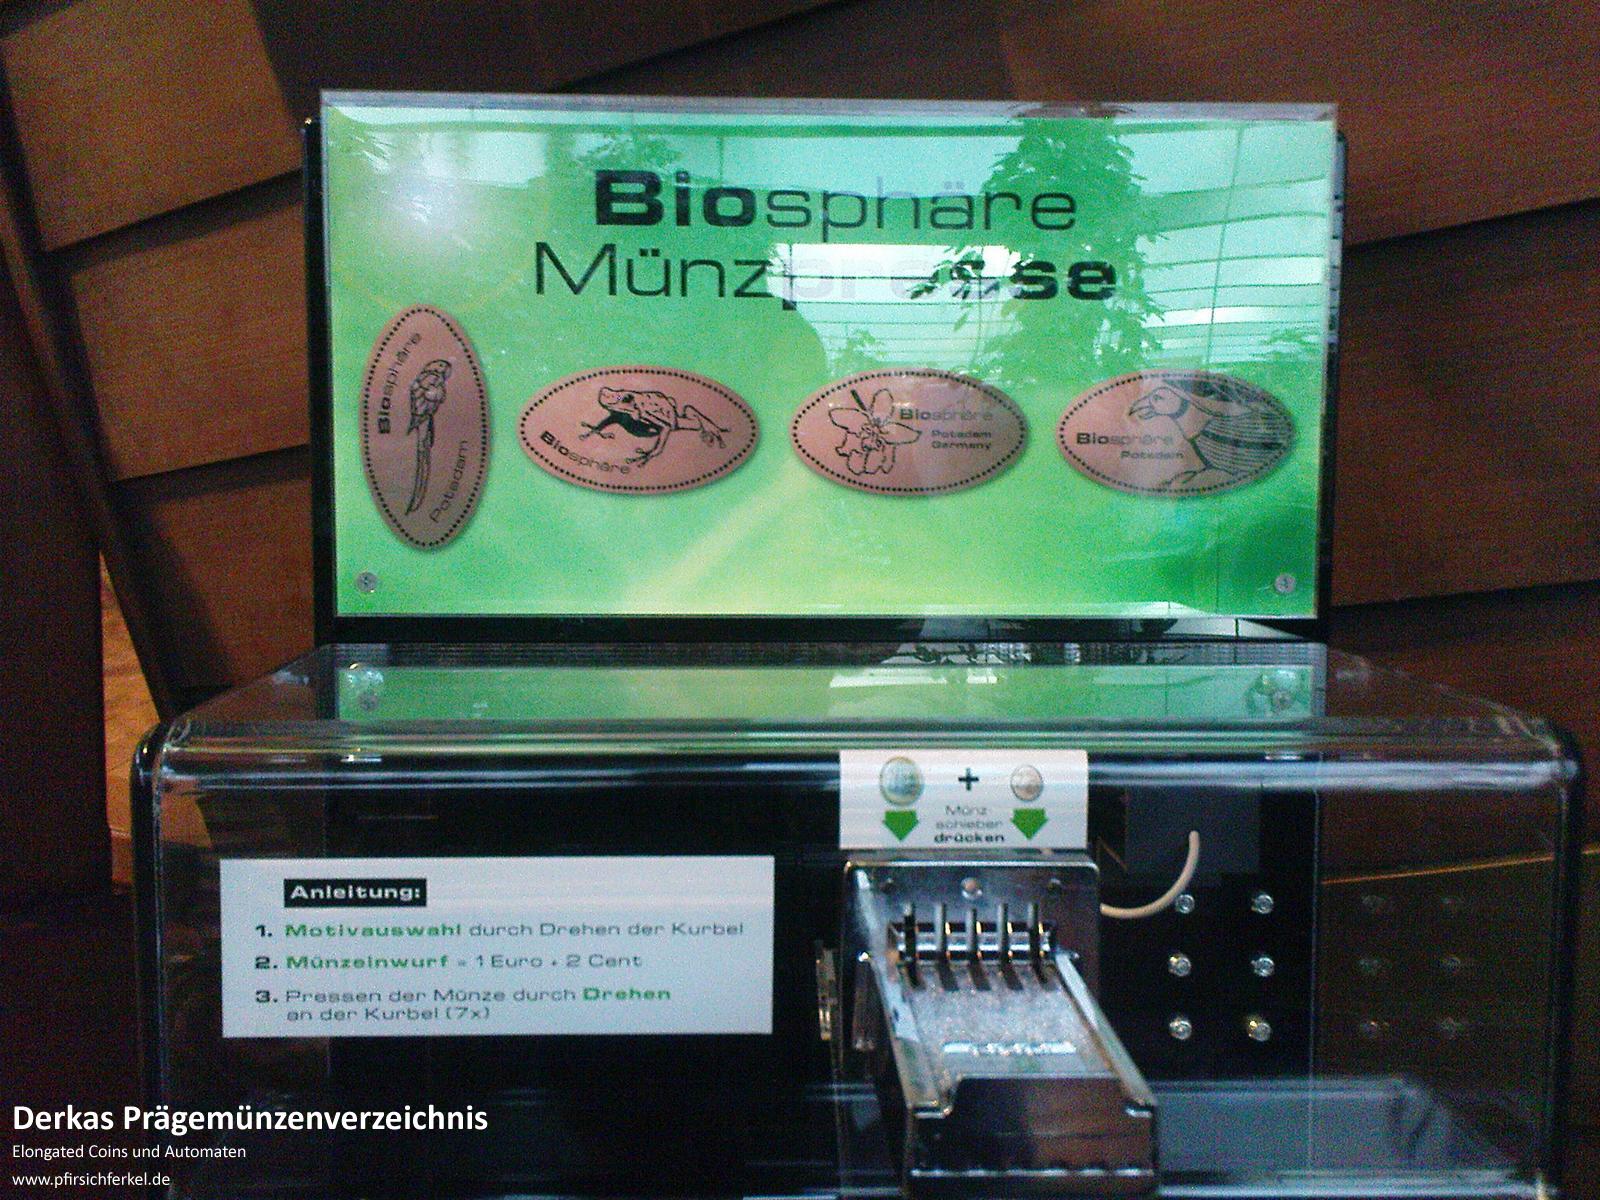 Biosphäre
Münzpresse
Biosphäre
Potsdam
Biosphäre
Biosphäre
Potsdam
Germany
Biosphäre
Potsdam
+
Münz-
schieber
drücken
Anleitung:
1. Motivauswahl durch Drehen der Kurbel
2. Münzeinwurf = 1 Euro + 2 Cent
3. Pressen der Münze durch Drehen
an der Kurbel (7x)
Derkas Prägemünzenverzeichnis
Elongated Coins und Automaten
www.pfirsichferkel.de